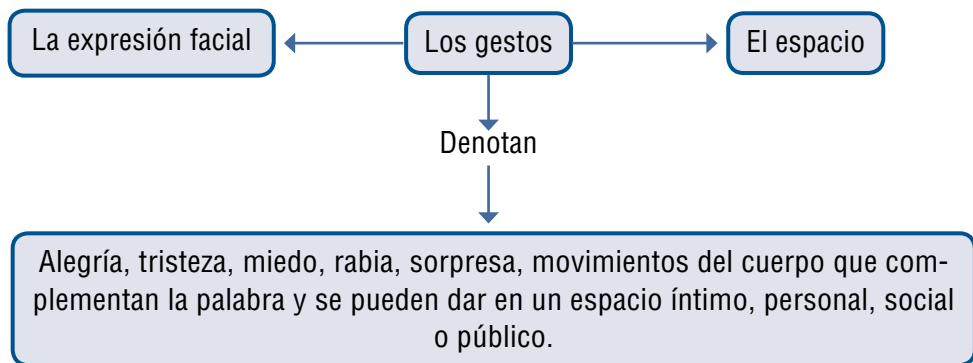 La expresión facial
Los gestos
El espacio
Denotan
Alegría, tristeza, miedo, rabia, sorpresa, movimientos del cuerpo que com-
plementan la palabra y se pueden dar en un espacio íntimo, personal, social
o público.